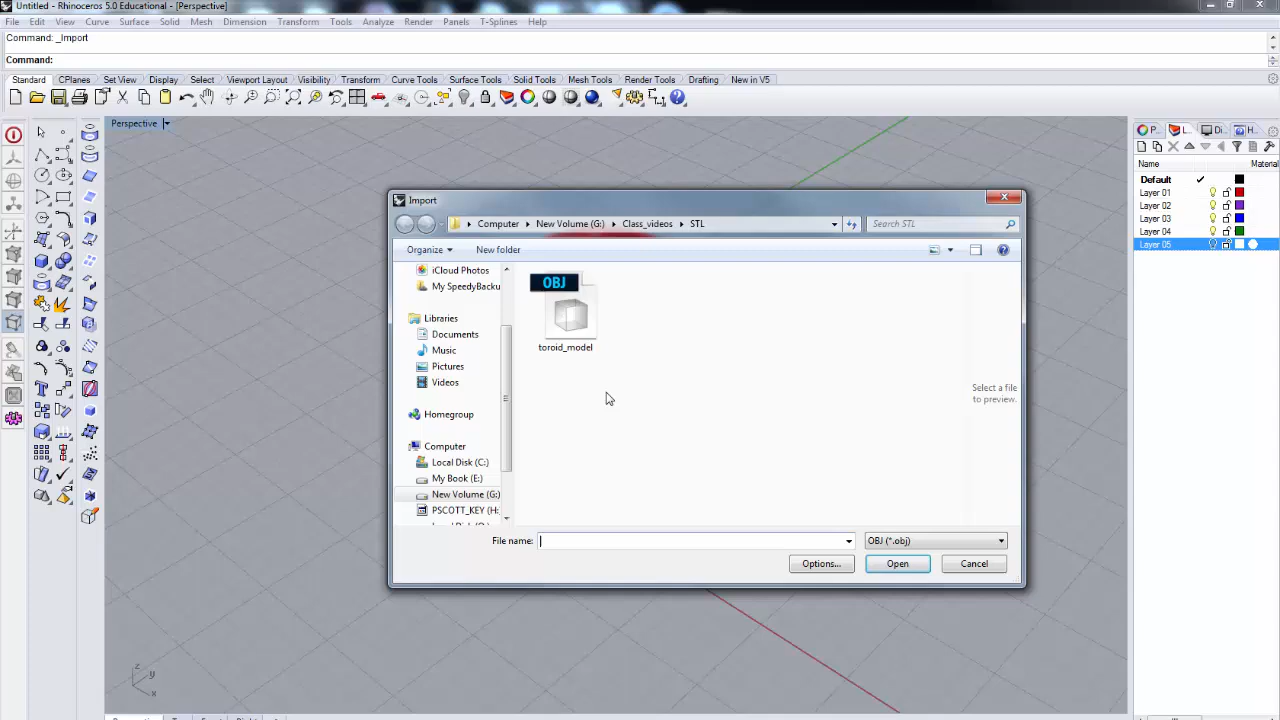 Untitled - Rhinoceros 5.0 Educational - [Perspective]
File Edit View Curve Surface Solid Mesh Dimension Transform Tools Analyze Render Panels T-Splines Help
Command: _Import
Command:
Standard CPlanes Set View Display Select Viewport Layout Visibility Transform Curve Tools Surface Tools Solid Tools Mesh Tools Render Tools Drafting New in V5
Perspective
P... L... Di... H...
Name Material
Default
Layer 01
Layer 02
Layer 03
Layer 04
Layer 05
Import
Computer New Volume (G:) Class_videos STL
Search STL
Organize New folder
iCloud Photos
My SpeedyBacku
Libraries
Documents
Music
Pictures
Videos
Homegroup
Computer
Local Disk (C:)
My Book (E:)
New Volume (G:)
PSCOTT_KEY (H:
OBJ
toroid_model
Select a file
to preview.
File name:
OBJ (*.obj)
Options... Open Cancel
z
y
x